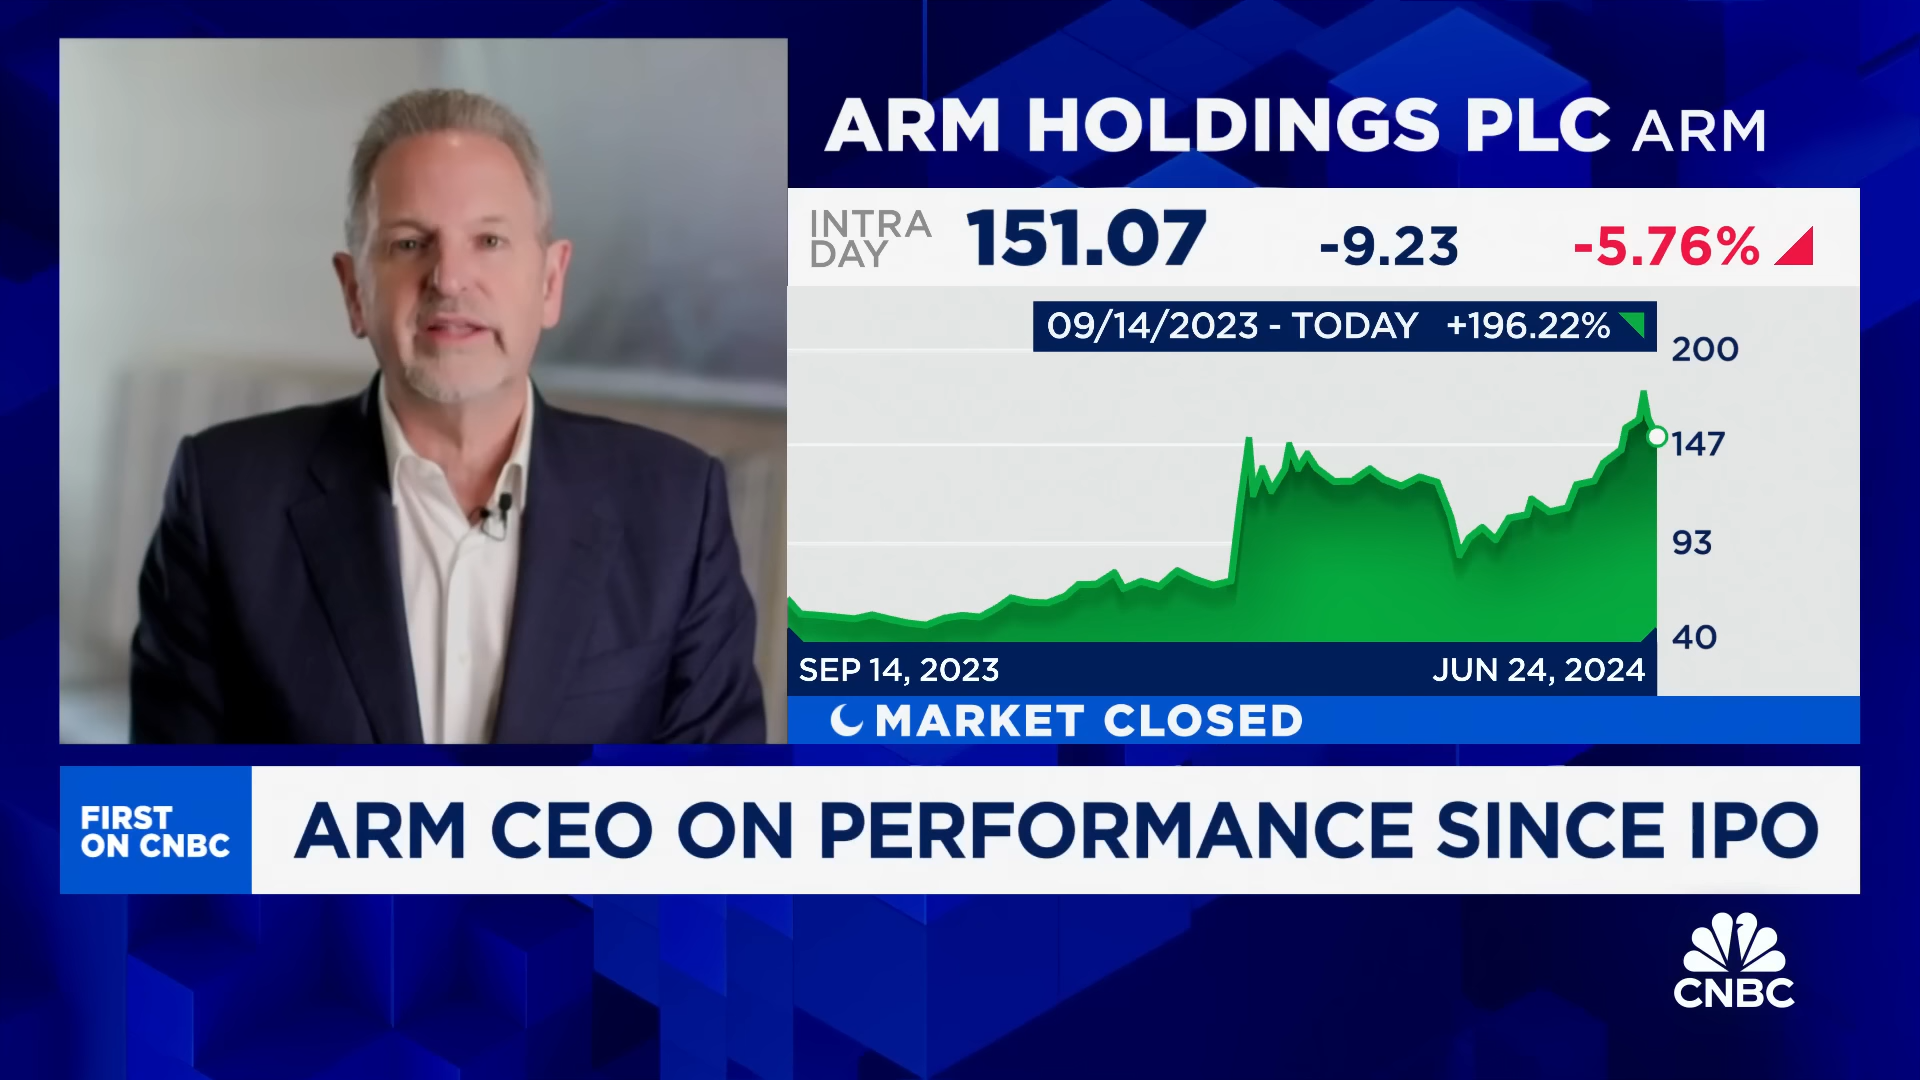 ARM HOLDINGS PLC ARM
INTRA
DAY
151.07 -9.23 -5.76%
09/14/2023 - TODAY +196.22%
200
147
93
40
SEP 14, 2023 JUN 24, 2024
MARKET CLOSED
FIRST
ON CNBC
ARM CEO ON PERFORMANCE SINCE IPO
CNBC